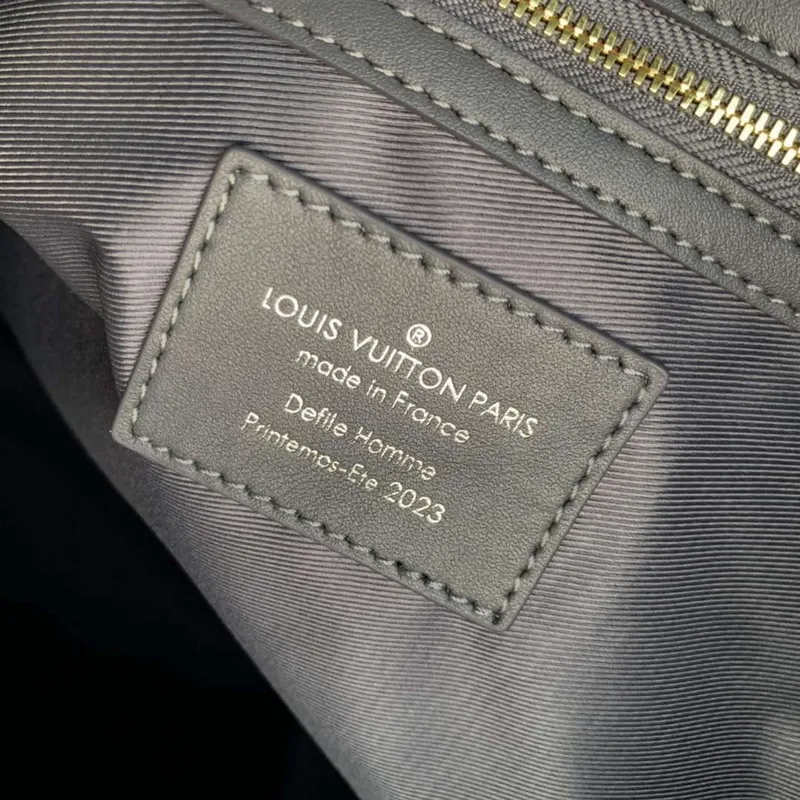 ®
LOUIS VUITTON PARIS
made in France
Defile Homme
Printemps-Ete 2023